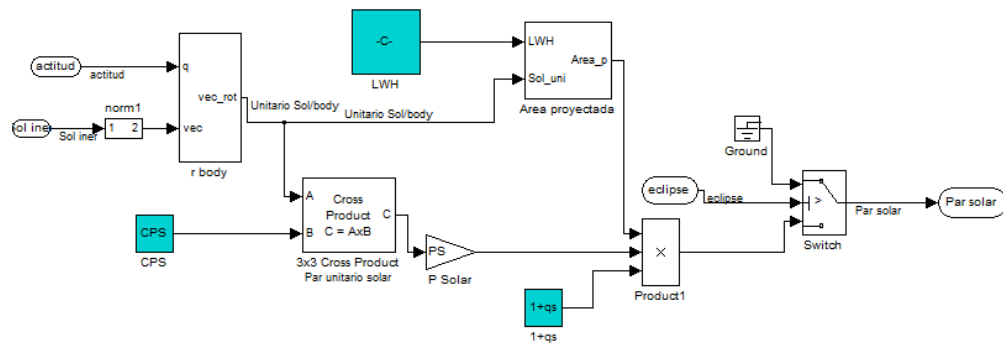 actitud
actitud
ol iner
Sol iner
norm1
1 2
q
vec_rot
vec
r body
Unitario Sol/body
Unitario Sol/body
-C-
LWH
LWH
Area_p
Sol_uni
Area proyectada
CPS
CPS
A
B
Cross
Product
C = AxB
C
3x3 Cross Product
Par unitario solar
PS
P Solar
1+qs
1+qs
×
Product1
Ground
eclipse
eclipse
>
Switch
Par solar
Par solar